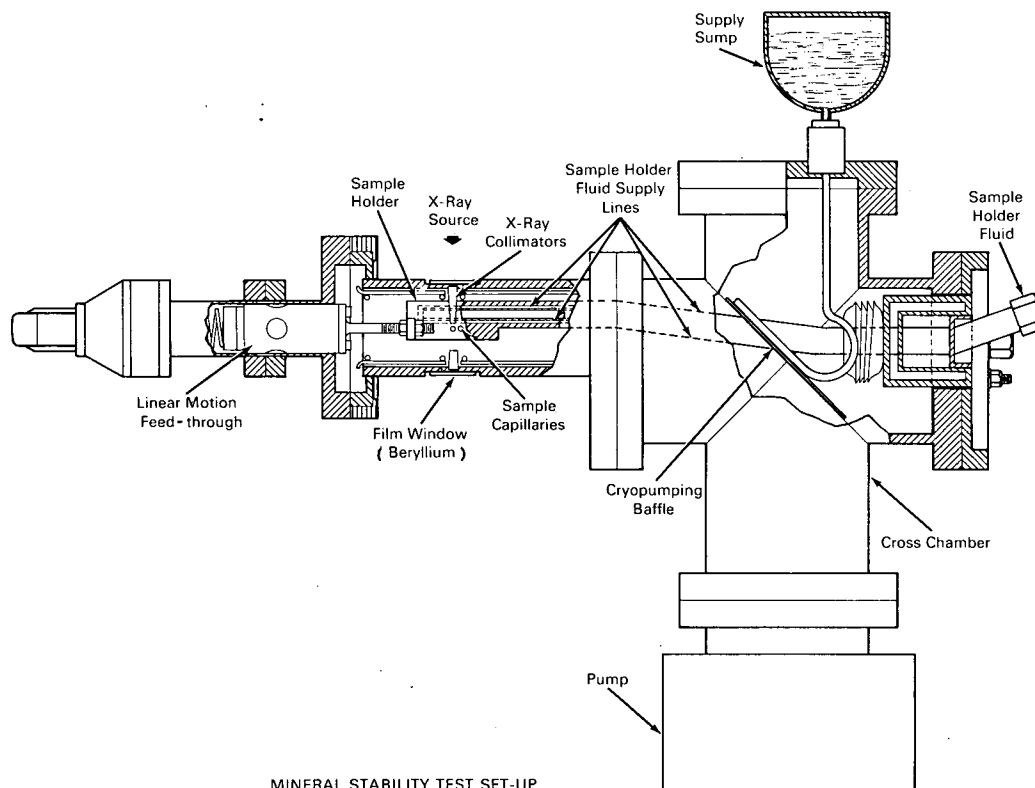 Supply
Sump
Sample Holder
Fluid Supply
Lines
Sample
Holder
X-Ray
Source
X-Ray
Collimators
Sample
Holder
Fluid
Linear Motion
Feed-through
Film Window
( Beryllium )
Sample
Capillaries
Cryopumping
Baffle
Cross Chamber
Pump
MINERAL STABILITY TEST SET-UP